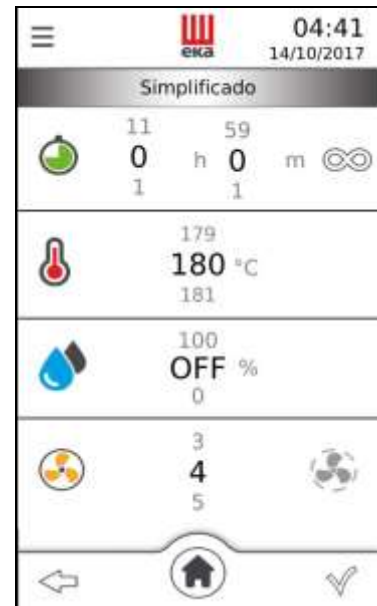 ека
04:41
14/10/2017
Simplificado
11 59
0 h 0 m
1 1
179
180 °C
181
100
OFF %
0
3
4
5